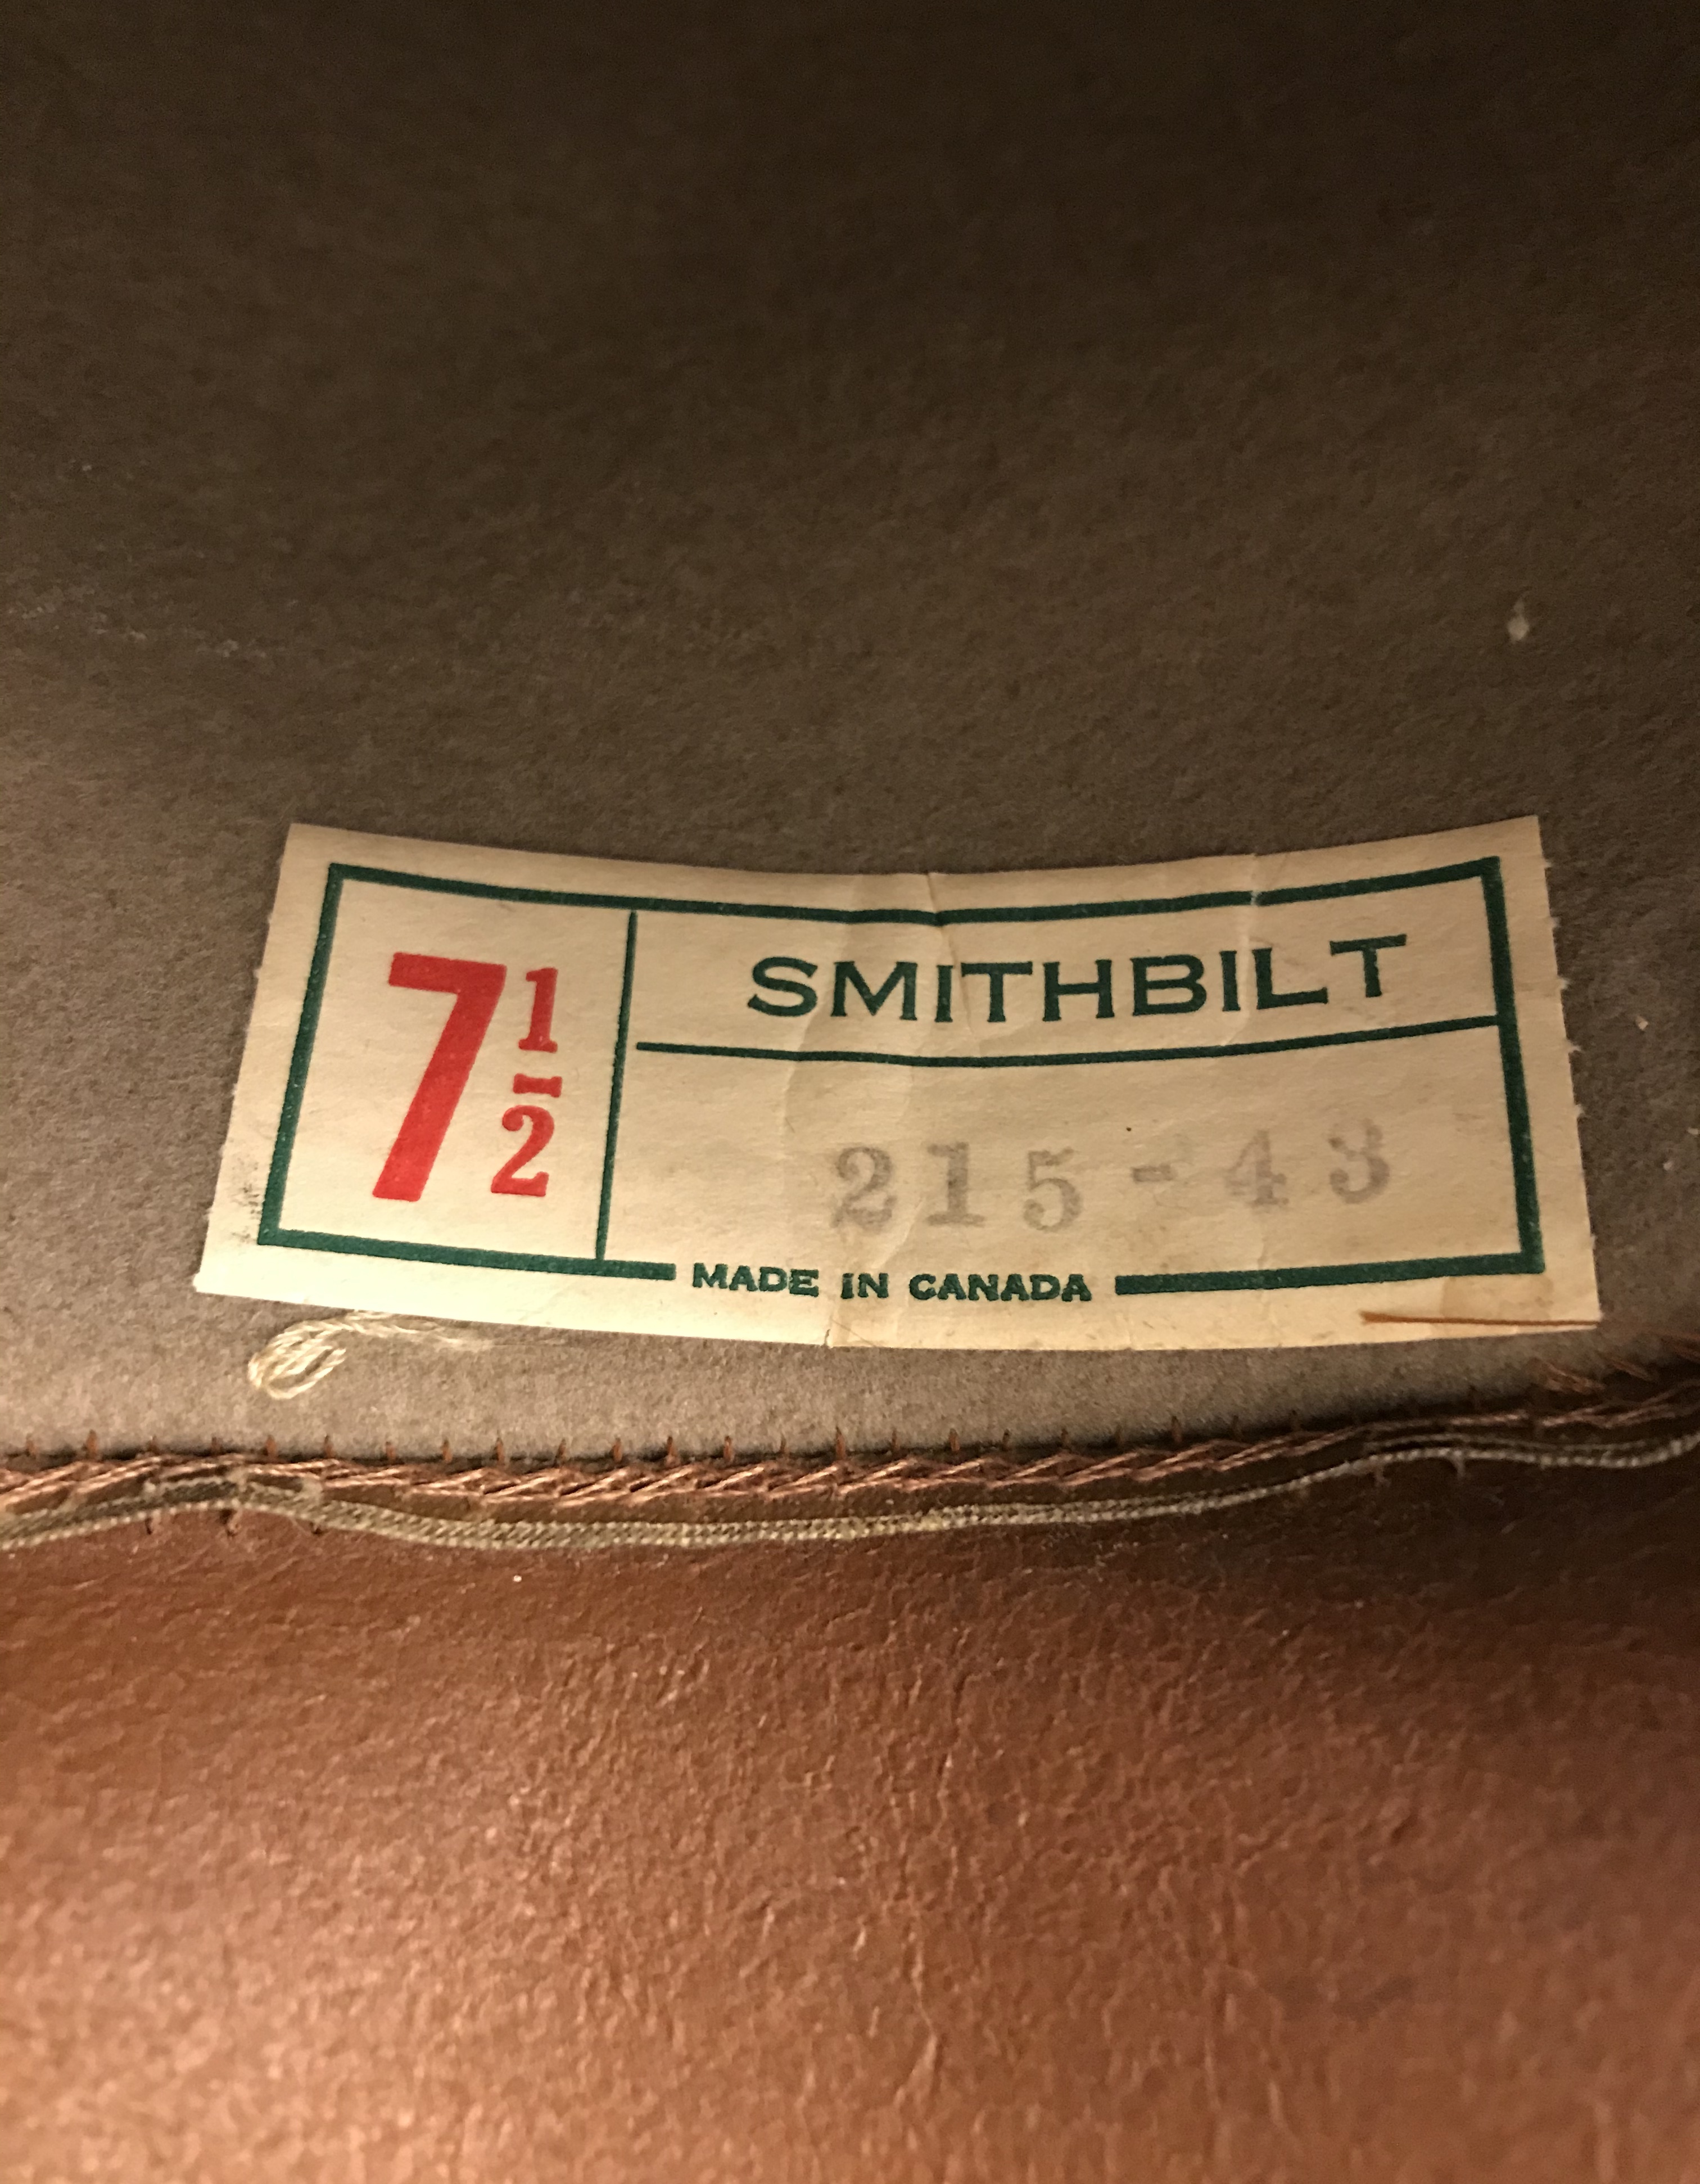 7 1/2
SMITHBILT
215-43
MADE IN CANADA